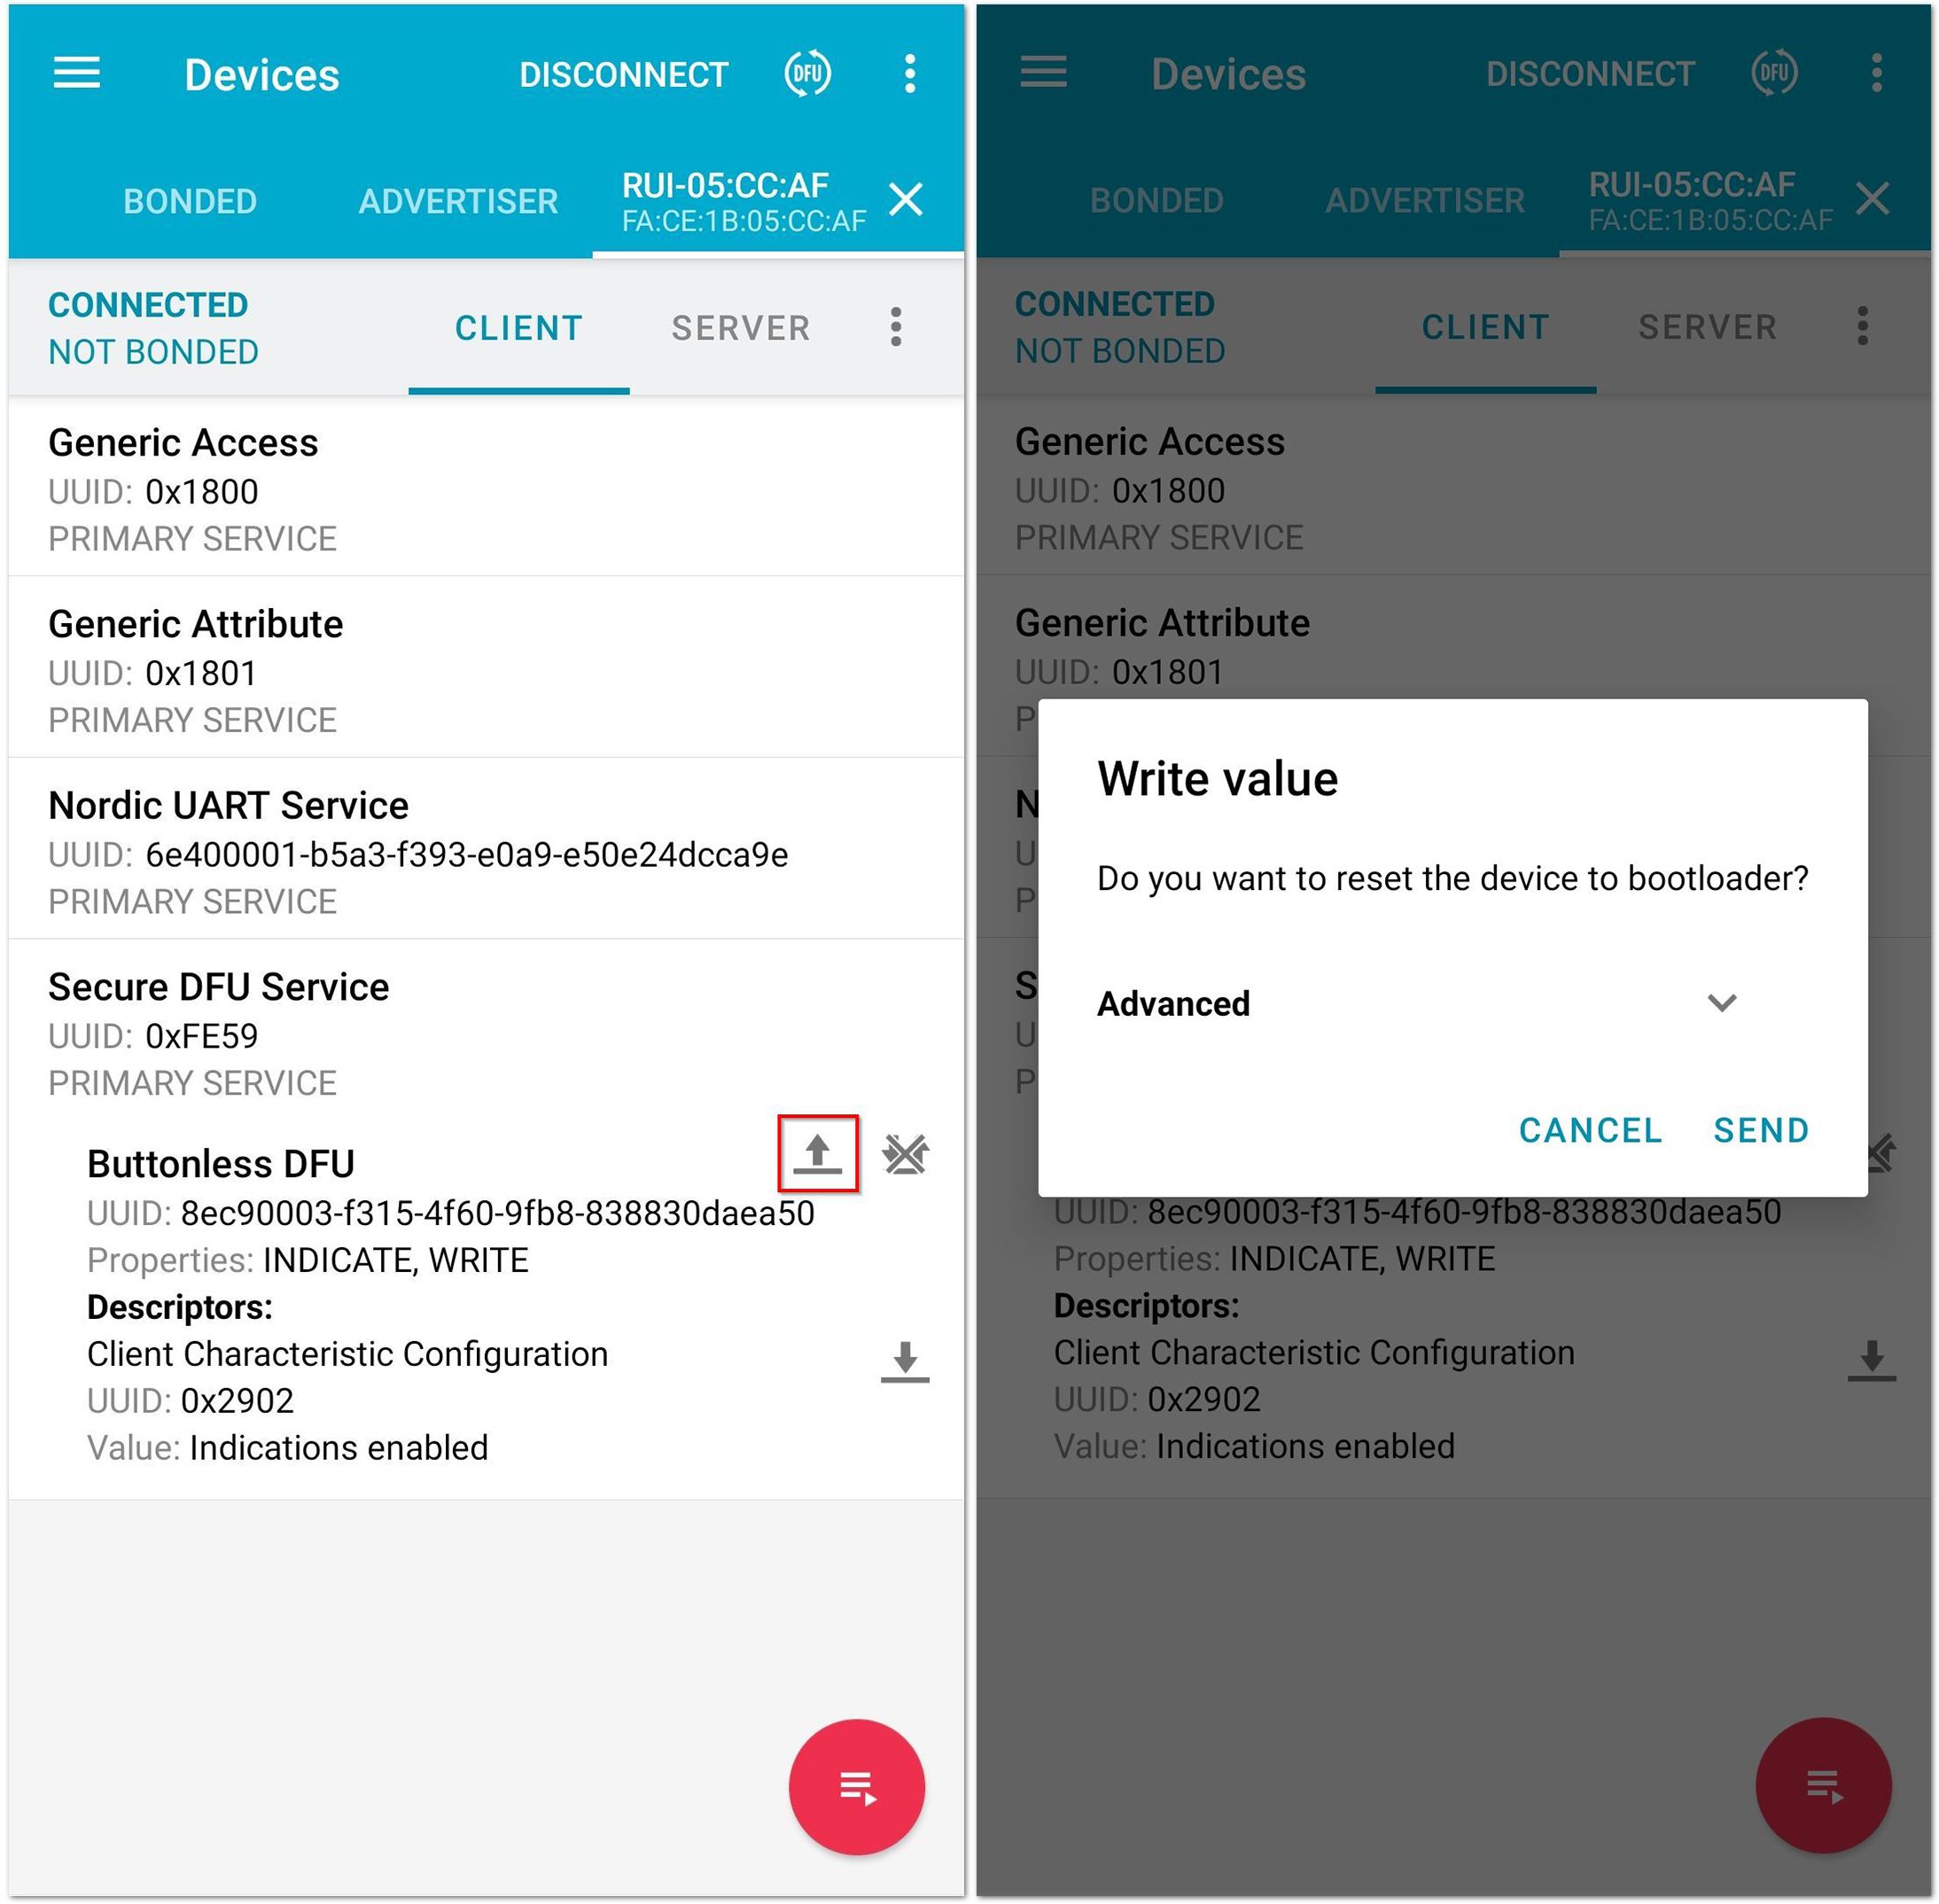 Devices
DISCONNECT
DFU
BONDED
ADVERTISER
RUI-05:CC:AF
FA:CE:1B:05:CC:AF
CONNECTED
NOT BONDED
CLIENT
SERVER
Generic Access
UUID: 0x1800
PRIMARY SERVICE
Generic Attribute
UUID: 0x1801
PRIMARY SERVICE
Nordic UART Service
UUID: 6e400001-b5a3-f393-e0a9-e50e24dcca9e
PRIMARY SERVICE
Secure DFU Service
UUID: 0xFE59
PRIMARY SERVICE
Buttonless DFU
UUID: 8ec90003-f315-4f60-9fb8-838830daea50
Properties: INDICATE, WRITE
Descriptors:
Client Characteristic Configuration
UUID: 0x2902
Value: Indications enabled
Devices
DISCONNECT
DFU
BONDED
ADVERTISER
RUI-05:CC:AF
FA:CE:1B:05:CC:AF
CONNECTED
NOT BONDED
CLIENT
SERVER
Generic Access
UUID: 0x1800
PRIMARY SERVICE
Generic Attribute
UUID: 0x1801
P
N
U
P
S
U
P
Write value
Do you want to reset the device to bootloader?
Advanced
CANCEL
SEND
UUID: 8ec90003-f315-4f60-9fb8-838830daea50
Properties: INDICATE, WRITE
Descriptors:
Client Characteristic Configuration
UUID: 0x2902
Value: Indications enabled